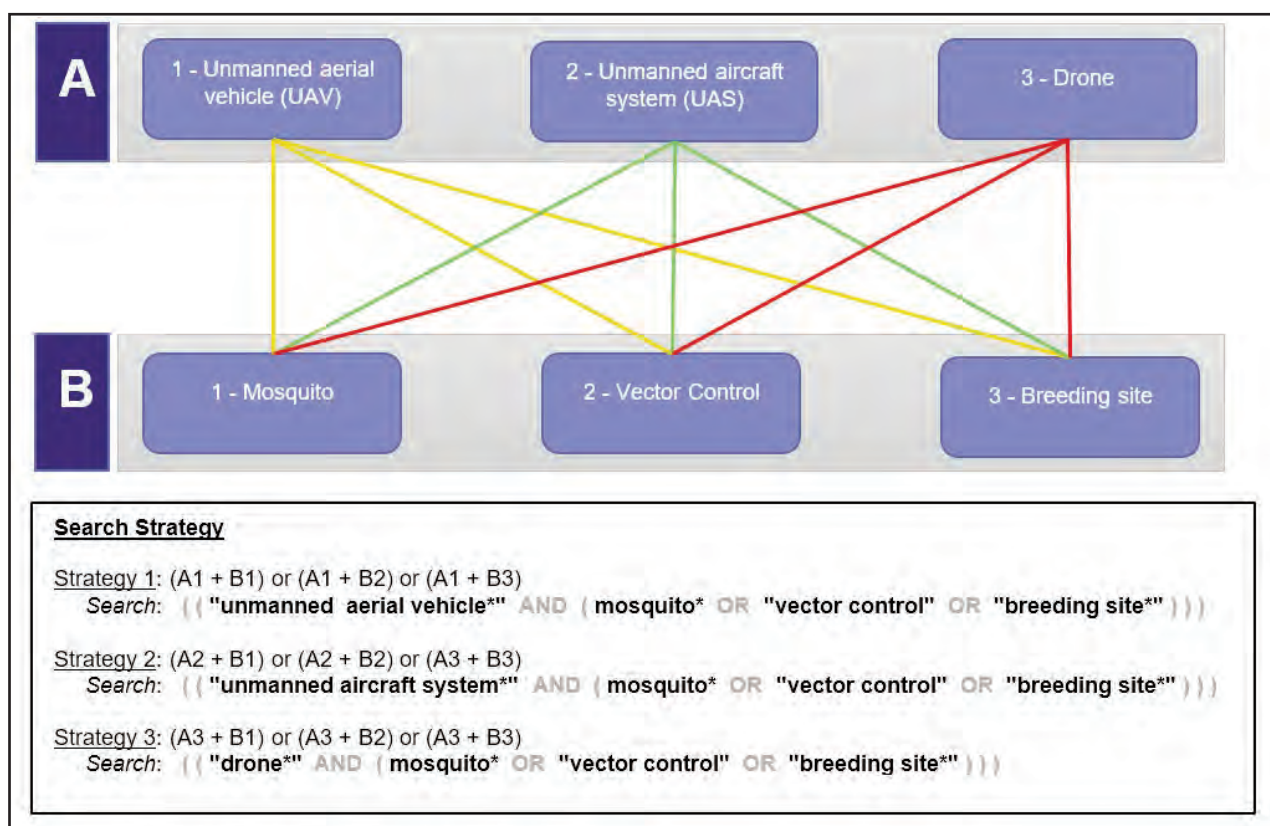 A
1 - Unmanned aerial
vehicle (UAV)
2 - Unmanned aircraft
system (UAS)
3 - Drone
B
1 - Mosquito
2 - Vector Control
3 - Breeding site
Search Strategy
Strategy 1: (A1 + B1) or (A1 + B2) or (A1 + B3)
Search: (("unmanned aerial vehicle*" AND (mosquito* OR "vector control" OR "breeding site*")))
Strategy 2: (A2 + B1) or (A2 + B2) or (A3 + B3)
Search: (("unmanned aircraft system*" AND (mosquito* OR "vector control" OR "breeding site*")))
Strategy 3: (A3 + B1) or (A3 + B2) or (A3 + B3)
Search: (("drone*" AND (mosquito* OR "vector control" OR "breeding site*")))